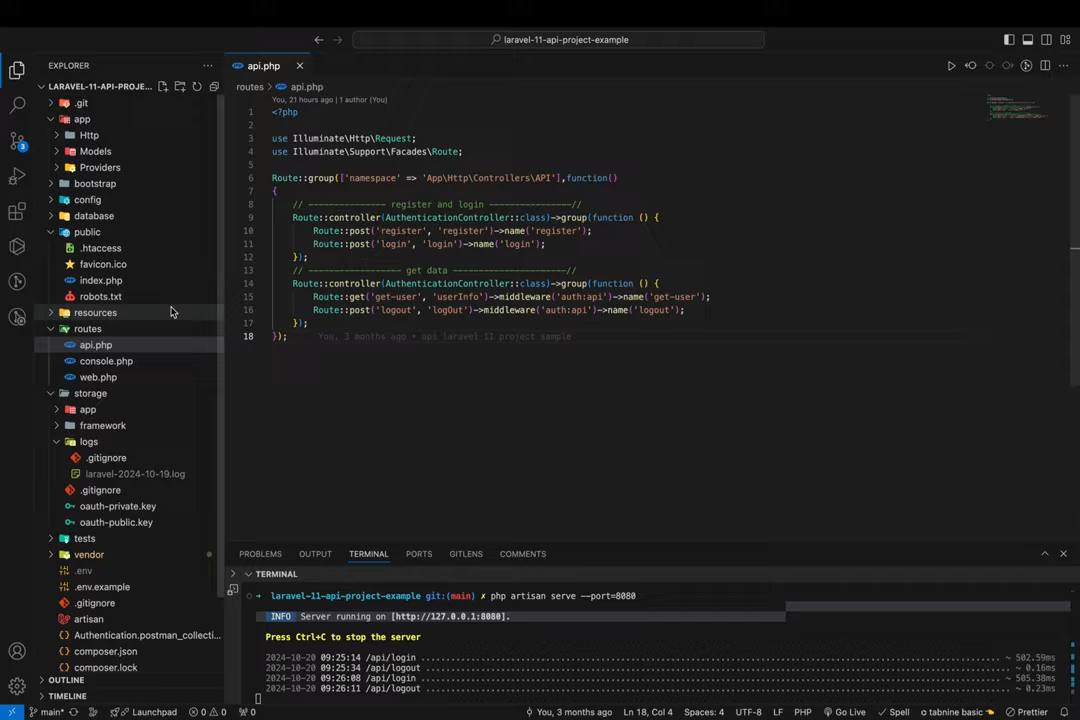 laravel-11-api-project-example
EXPLORER
api.php
LARAVEL-11-API-PROJE...
routes > api.php
.git
You, 21 hours ago | 1 author (You)
1 <?php
app
2
Http
3 use Illuminate\Http\Request;
Models
4 use Illuminate\Support\Facades\Route;
5
Providers
6 Route::group(['namespace' => 'App\Http\Controllers\API'],function()
bootstrap
7 {
config
8 // --------------- register and login ---------------//
database
9 Route::controller(AuthenticationController::class)->group(function () {
public
10 Route::post('register', 'register')->name('register');
.htaccess
11 Route::post('login', 'login')->name('login');
12 });
favicon.ico
13 // ------------------ get data ----------------------//
index.php
14 Route::controller(AuthenticationController::class)->group(function () {
robots.txt
15 Route::get('get-user', 'userInfo')->middleware('auth:api')->name('get-user');
resources
16 Route::post('logout', 'logOut')->middleware('auth:api')->name('logout');
17 });
routes
18 }); You, 3 months ago • api laravel 11 project sample
api.php
console.php
web.php
storage
app
framework
logs
.gitignore
laravel-2024-10-19.log
.gitignore
oauth-private.key
oauth-public.key
tests
vendor
.env
.env.example
.gitignore
artisan
Authentication.postman_collecti...
composer.json
composer.lock
OUTLINE
TIMELINE
3
PROBLEMS OUTPUT TERMINAL PORTS GITLENS COMMENTS
TERMINAL
laravel-11-api-project-example git:(main) ✗ php artisan serve --port=8080
INFO Server running on [http://127.0.0.1:8080].
Press Ctrl+C to stop the server
2024-10-20 09:25:14 /api/login ........................................ ~ 502.59ms
2024-10-20 09:25:34 /api/logout ........................................ ~ 0.16ms
2024-10-20 09:26:08 /api/login ........................................ ~ 505.38ms
2024-10-20 09:26:11 /api/logout ........................................ ~ 0.23ms
main* Launchpad 0 0 0 You, 3 months ago Ln 18, Col 4 Spaces: 4 UTF-8 LF PHP Go Live Spell tabnine basic Prettier